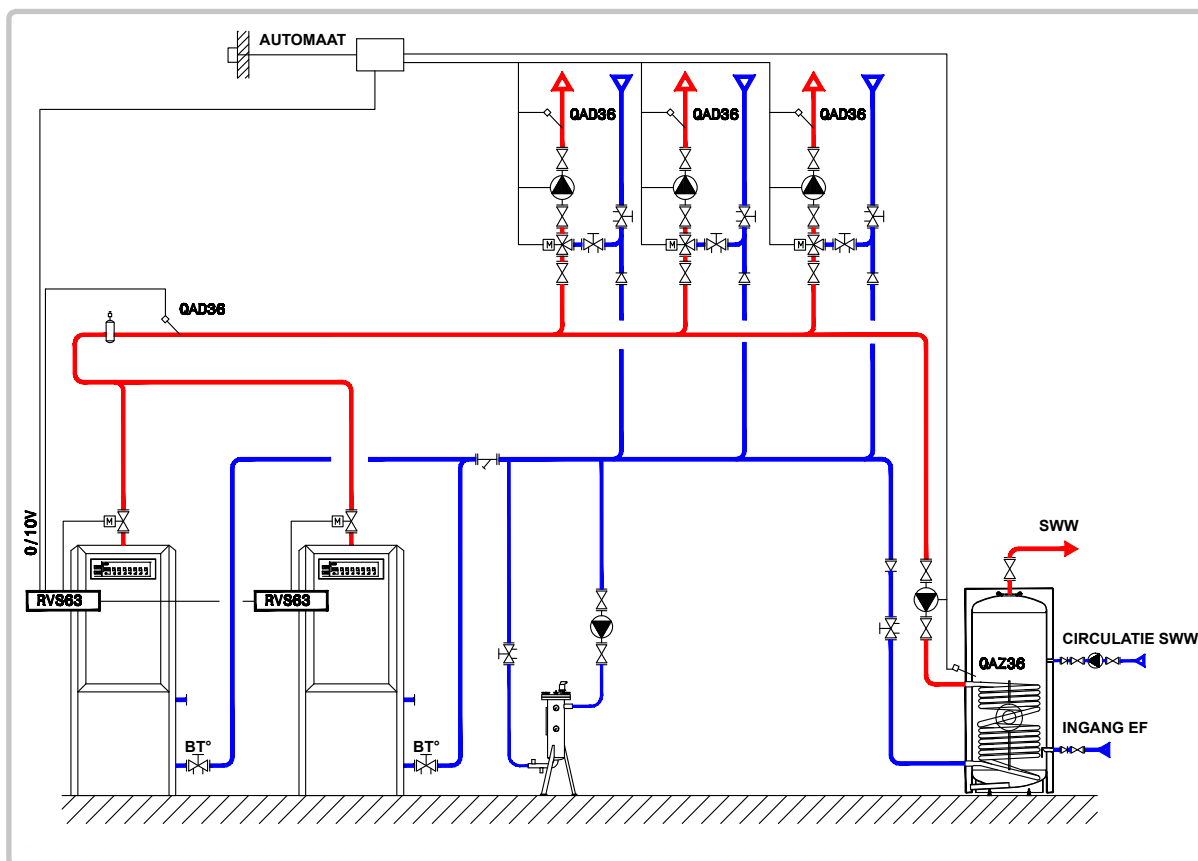 AUTOMAAT
QAD36
QAD36
QAD36
QAD36
M
M
M
0/10V
M
M
SWW
RVS63
RVS63
CIRCULATIE SWW
QAZ36
INGANG EF
BT°
BT°